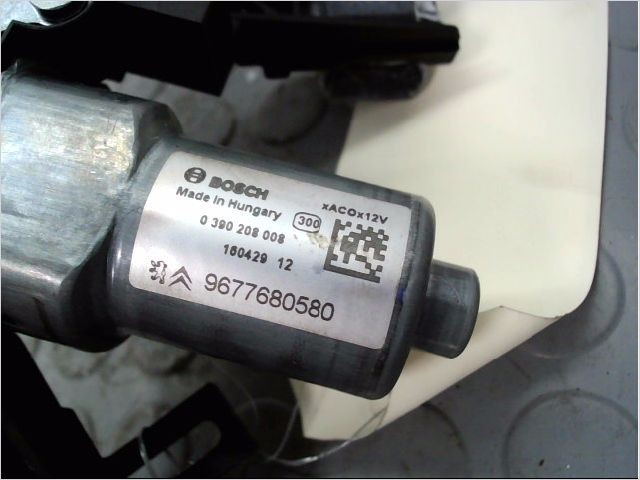 BOSCH
Made in Hungary
xACOx12V
0 390 208 008
300
160429 12
9677680580